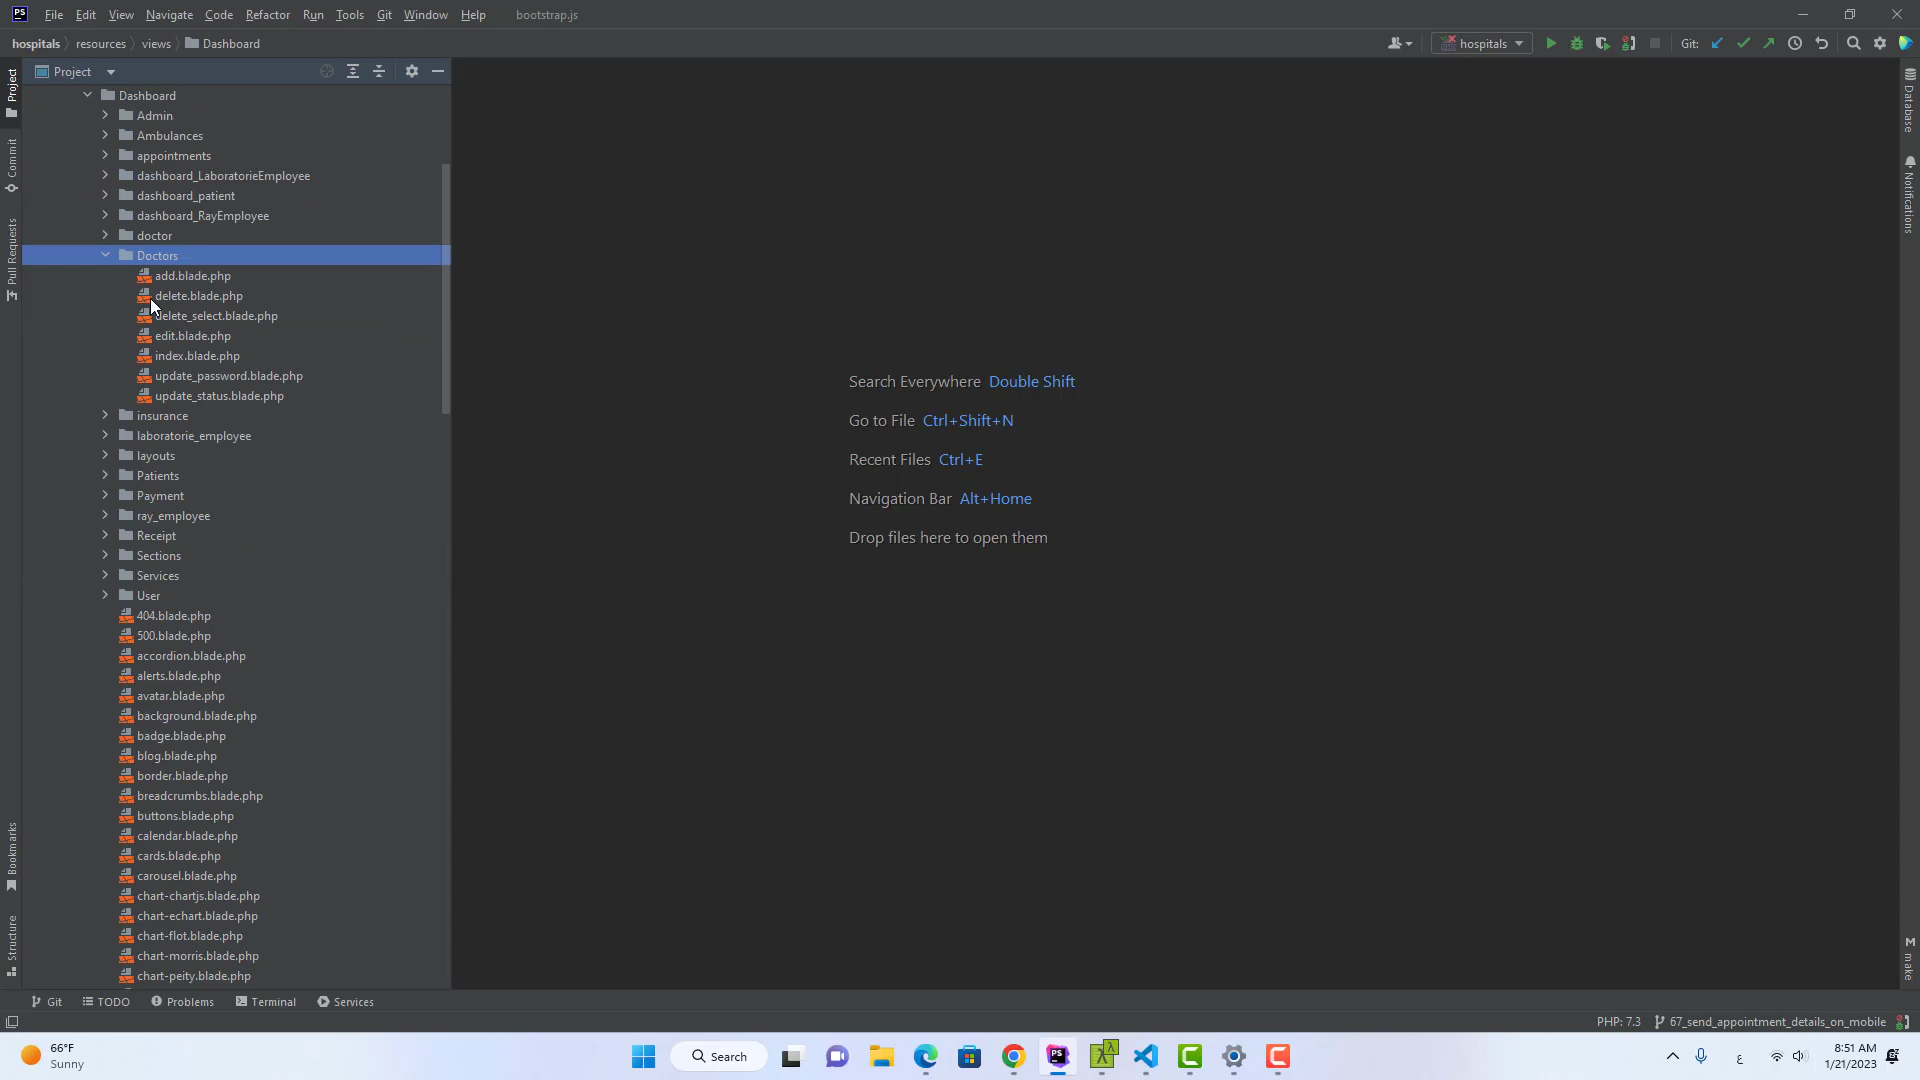 PS File Edit View Navigate Code Refactor Run Tools Git Window Help bootstrap.js
hospitals resources views Dashboard hospitals Git:
Project
Project
Commit
Pull Requests
Bookmarks
Structure
Dashboard
Admin
Ambulances
appointments
dashboard_LaboratorieEmployee
dashboard_patient
dashboard_RayEmployee
doctor
Doctors
add.blade.php
delete.blade.php
delete_select.blade.php
edit.blade.php
index.blade.php
update_password.blade.php
update_status.blade.php
insurance
laboratorie_employee
layouts
Patients
Payment
ray_employee
Receipt
Sections
Services
User
404.blade.php
500.blade.php
accordion.blade.php
alerts.blade.php
avatar.blade.php
background.blade.php
badge.blade.php
blog.blade.php
border.blade.php
breadcrumbs.blade.php
buttons.blade.php
calendar.blade.php
cards.blade.php
carousel.blade.php
chart-chartjs.blade.php
chart-echart.blade.php
chart-flot.blade.php
chart-morris.blade.php
chart-peity.blade.php
Search Everywhere Double Shift
Go to File Ctrl+Shift+N
Recent Files Ctrl+E
Navigation Bar Alt+Home
Drop files here to open them
Database
Notifications
M make
Git TODO Problems Terminal Services
PHP: 7.3 67_send_appointment_details_on_mobile
66°F
Sunny
Search
PS
ع
8:51 AM
1/21/2023